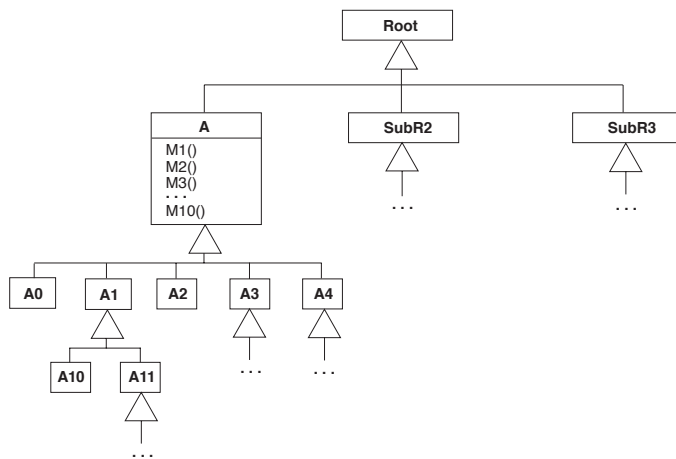 Root
A
SubR2
SubR3
M1()
M2()
M3()
. . .
M10()
. . .
. . .
A0
A1
A2
A3
A4
A10
A11
. . .
. . .
. . .